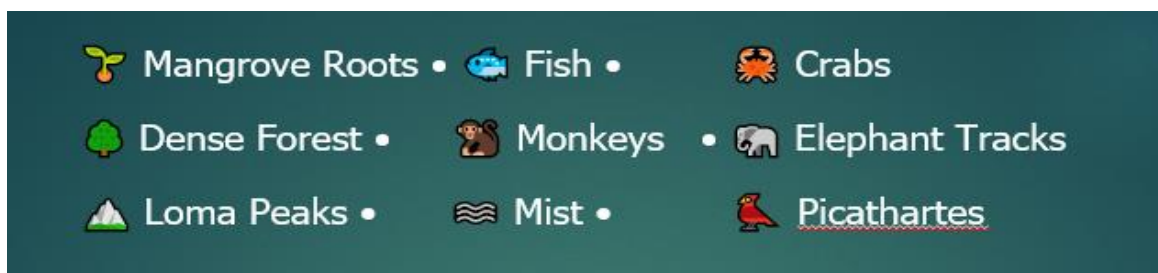 Mangrove Roots • Fish • Crabs
Dense Forest • Monkeys • Elephant Tracks
Loma Peaks • Mist • Picathartes